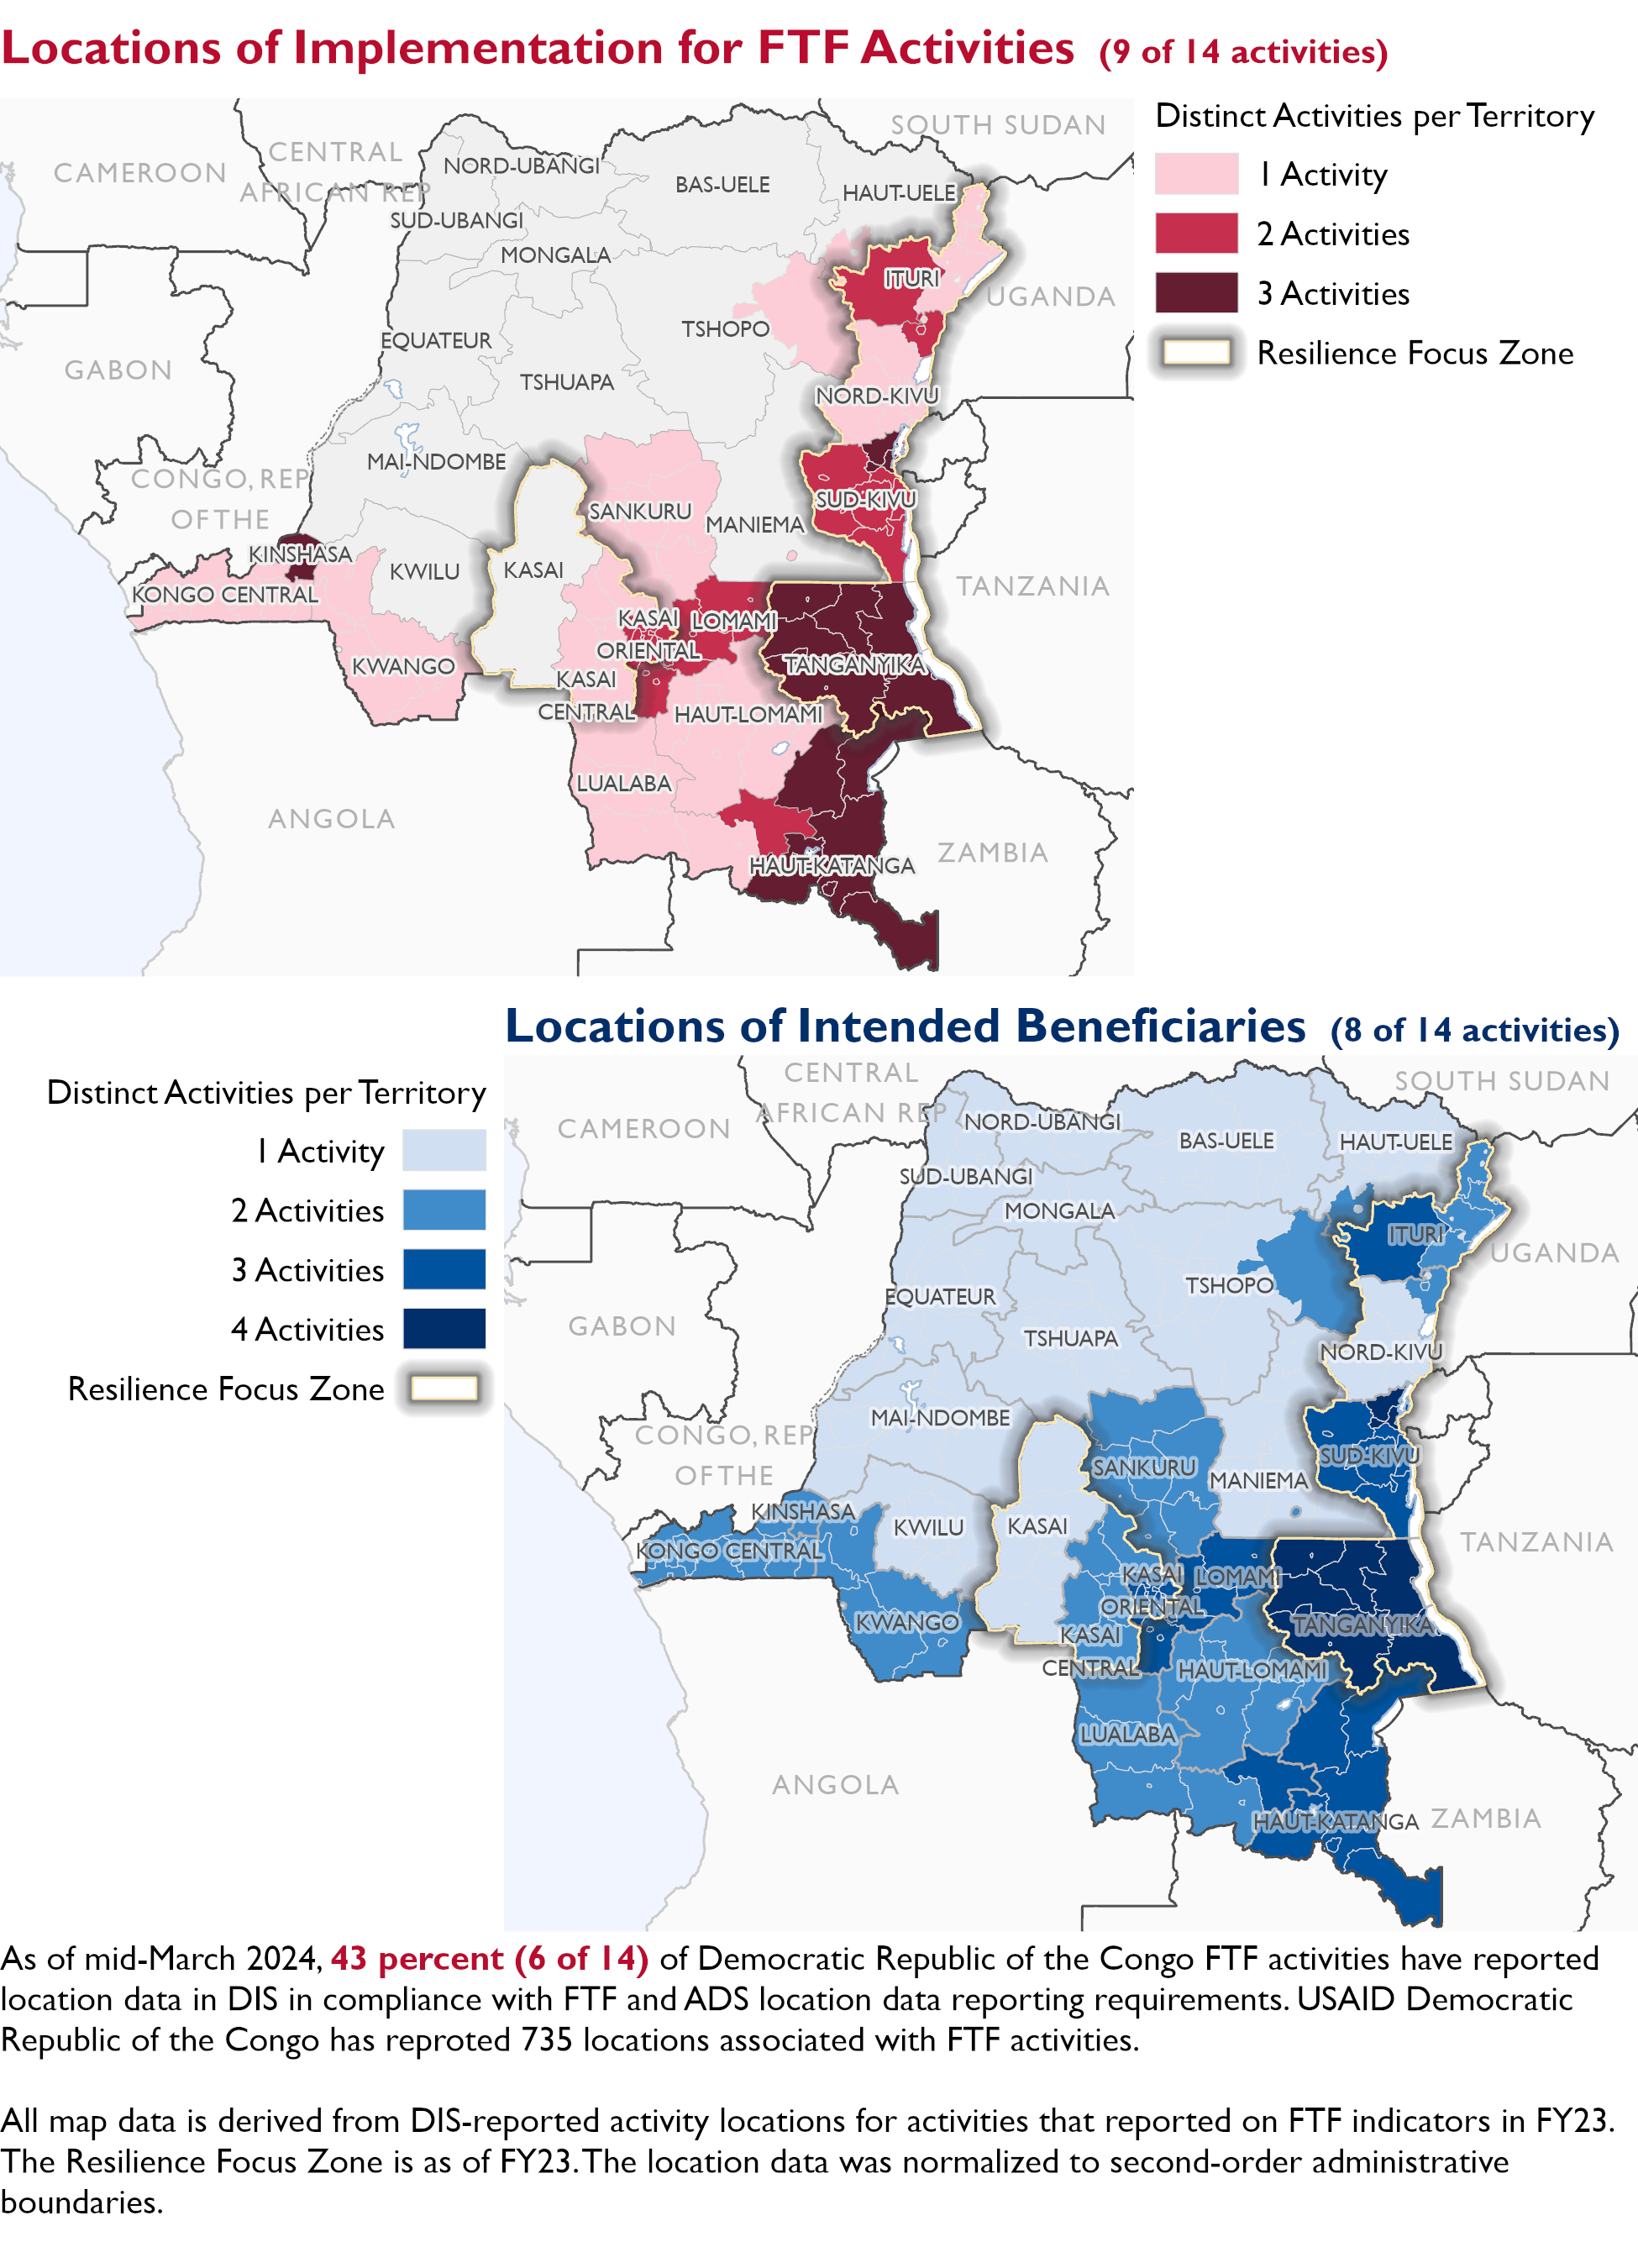 Locations of Implementation for FTF Activities (9 of 14 activities)
Distinct Activities per Territory
1 Activity
2 Activities
3 Activities
Resilience Focus Zone
SOUTH SUDAN
CENTRAL
AFRICAN REP
CAMEROON
NORD-UBANGI
BAS-UELE
HAUT-UELE
SUD-UBANGI
MONGALA
ITURI
UGANDA
TSHOPO
EQUATEUR
GABON
TSHUAPA
NORD-KIVU
MAI-NDOMBE
CONGO, REP
OF THE
SANKURU
SUD-KIVU
MANIEMA
KINSHASA
KWILU
KASAI
TANZANIA
KONGO CENTRAL
KASAI
ORIENTAL
LOMAMI
KWANGO
TANGANYIKA
KASAI
CENTRAL
HAUT-LOMAMI
LUALABA
ANGOLA
ZAMBIA
HAUT-KATANGA
Locations of Intended Beneficiaries (8 of 14 activities)
Distinct Activities per Territory
1 Activity
2 Activities
3 Activities
4 Activities
Resilience Focus Zone
CENTRAL
AFRICAN REP
SOUTH SUDAN
CAMEROON
NORD-UBANGI
BAS-UELE
HAUT-UELE
SUD-UBANGI
MONGALA
ITURI
UGANDA
TSHOPO
EQUATEUR
GABON
TSHUAPA
NORD-KIVU
MAI-NDOMBE
CONGO, REP
OF THE
SANKURU
SUD-KIVU
MANIEMA
KINSHASA
KWILU
KASAI
TANZANIA
KONGO CENTRAL
KASAI
ORIENTAL
LOMAMI
KWANGO
TANGANYIKA
KASAI
CENTRAL
HAUT-LOMAMI
LUALABA
ANGOLA
HAUT-KATANGA
ZAMBIA
As of mid-March 2024, 43 percent (6 of 14) of Democratic Republic of the Congo FTF activities have reported
location data in DIS in compliance with FTF and ADS location data reporting requirements. USAID Democratic
Republic of the Congo has reproted 735 locations associated with FTF activities.
All map data is derived from DIS-reported activity locations for activities that reported on FTF indicators in FY23.
The Resilience Focus Zone is as of FY23. The location data was normalized to second-order administrative
boundaries.